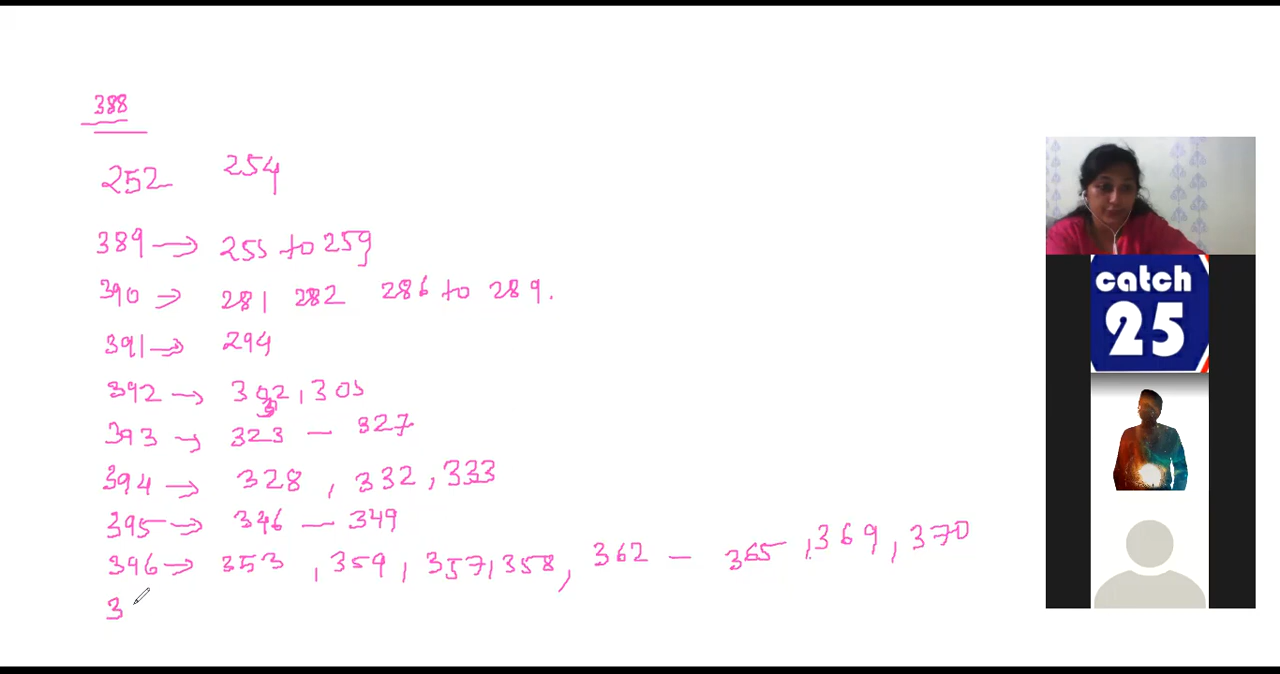 388
252 254
389 → 255 to 259
390 → 281 282 286 to 289.
391 → 294
392 → 302, 305
393 → 323 – 327
394 → 328, 332, 333
395 → 346 – 349
396 → 353, 359, 357, 358, 362 – 365, 369, 370
3
catch
25